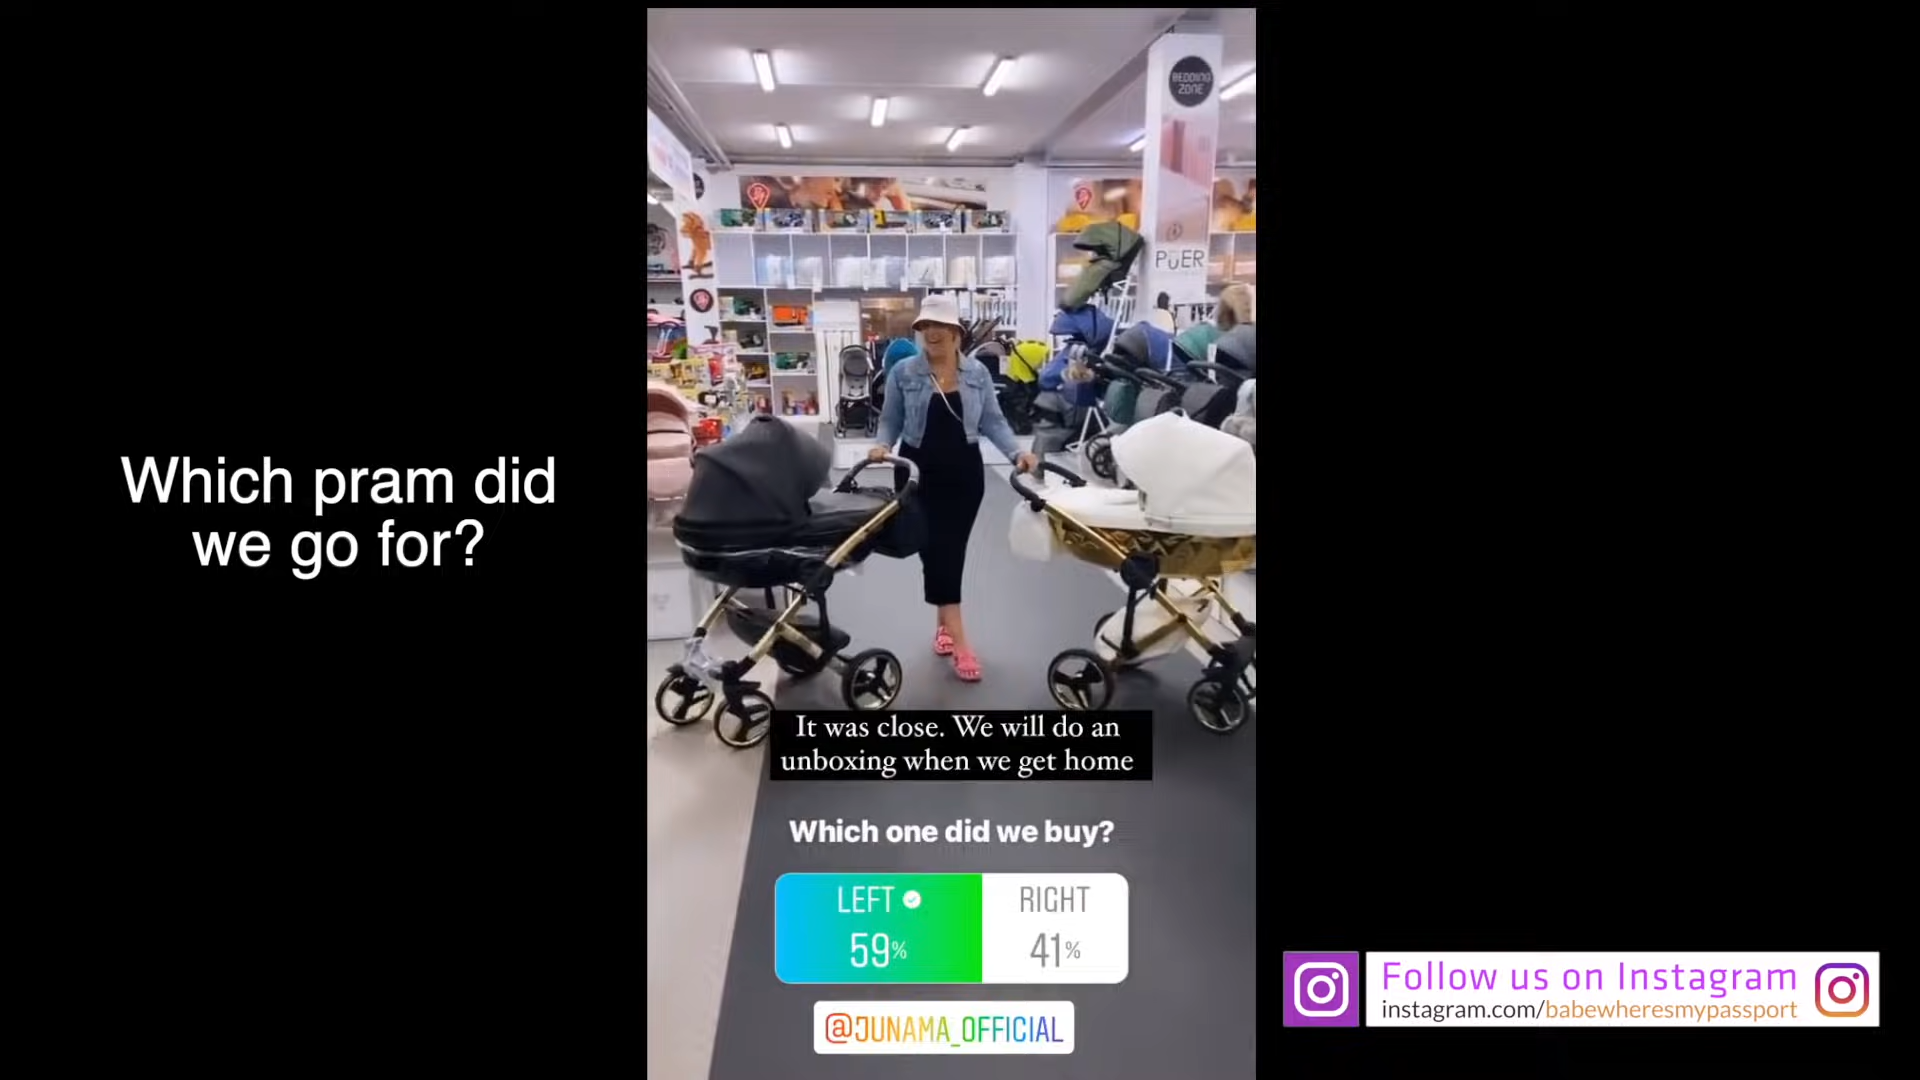 BEDDING
ZONE
PUER
Which pram did
we go for?
It was close. We will do an
unboxing when we get home
Which one did we buy?
LEFT
59%
RIGHT
41%
@JUNAMA_OFFICIAL
Follow us on Instagram
instagram.com/babewheresmypassport